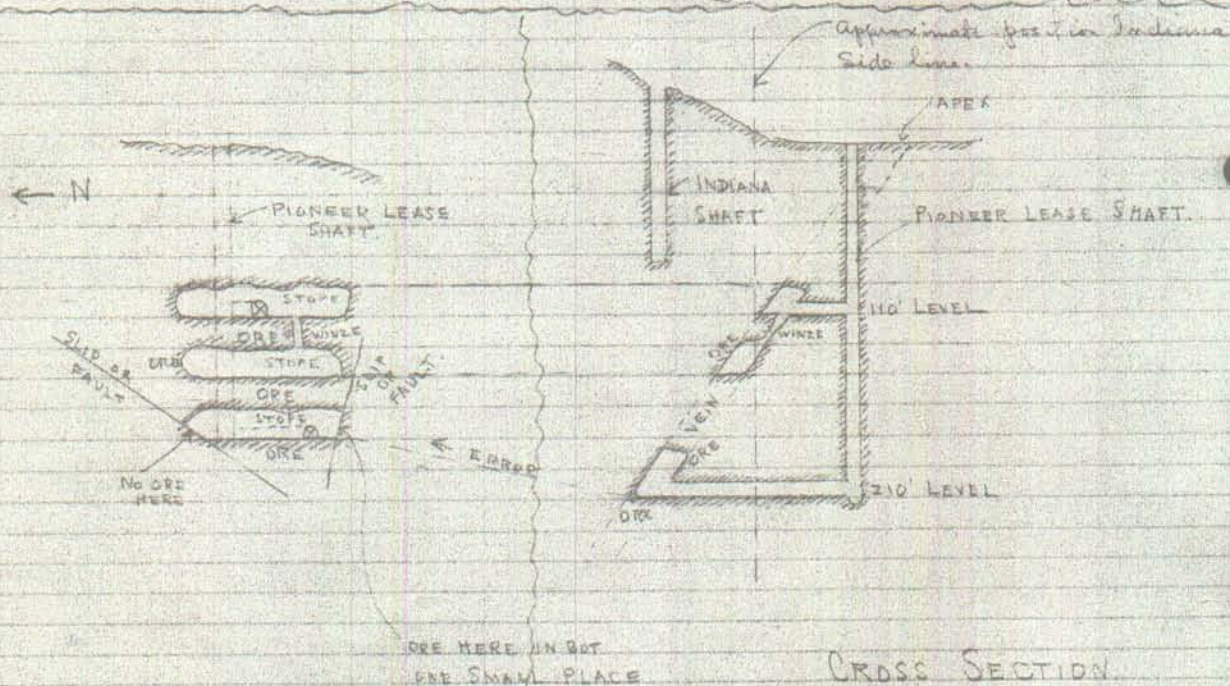 Approximate position Indiana
Side line.
APEX
N
PIONEER LEASE
SHAFT.
INDIANA
SHAFT
PIONEER LEASE SHAFT.
STOPE
110' LEVEL
ORE
WINZE
WINZE
SLIP OR
FAULT
ORE
STOPE
SLIP
OR
FAULT.
ORE
ORE
VEIN
STOPE
ORE
ORE
ERROR
NO ORE
HERE
210' LEVEL
ORE
ORE HERE IN BOT
ONE SMALL PLACE
CROSS SECTION.